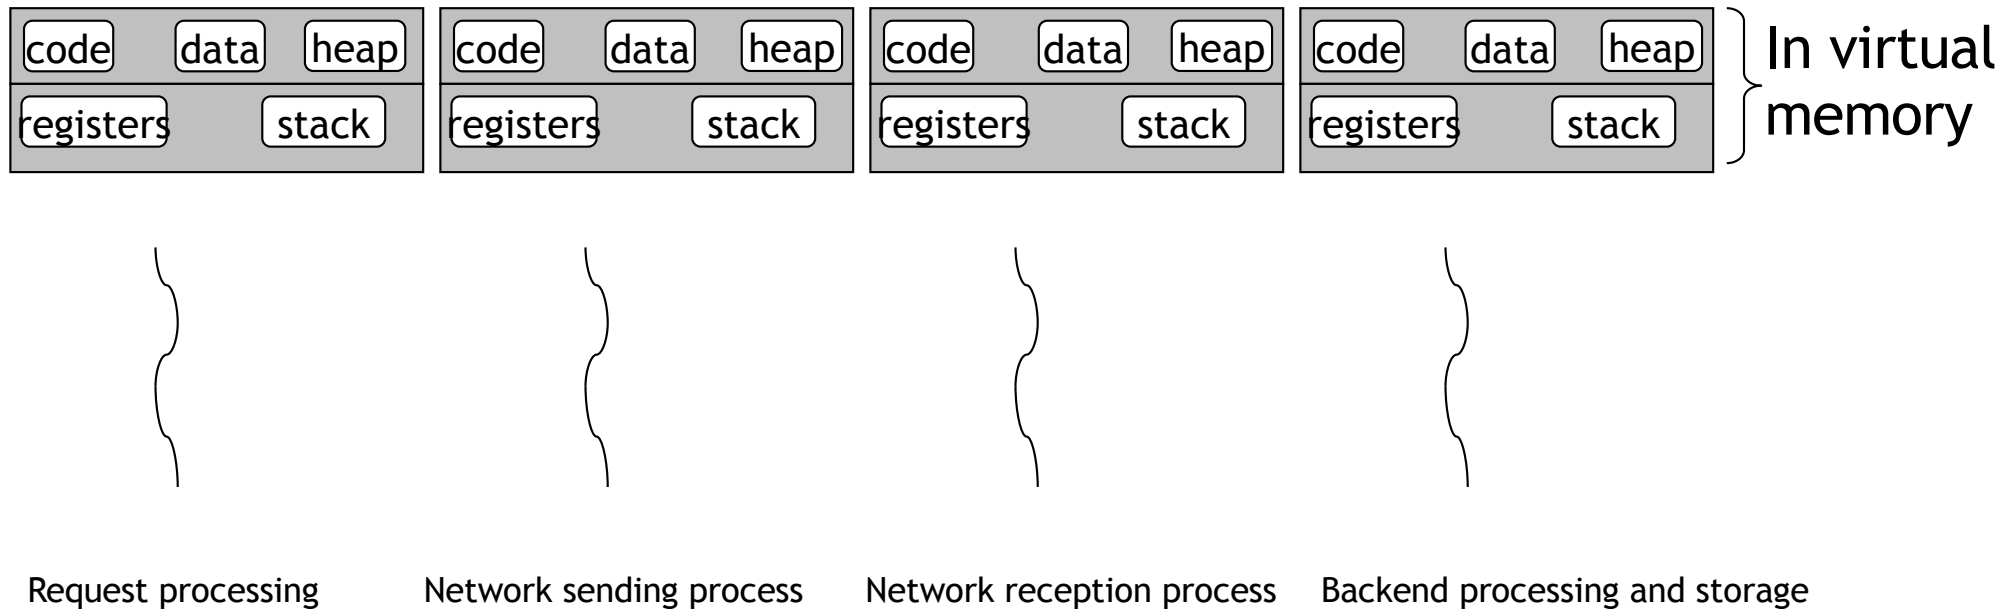 code data heap code data heap code data heap code data heap In virtual
registers stack registers stack registers stack registers stack memory
Request processing Network sending process Network reception process Backend processing and storage